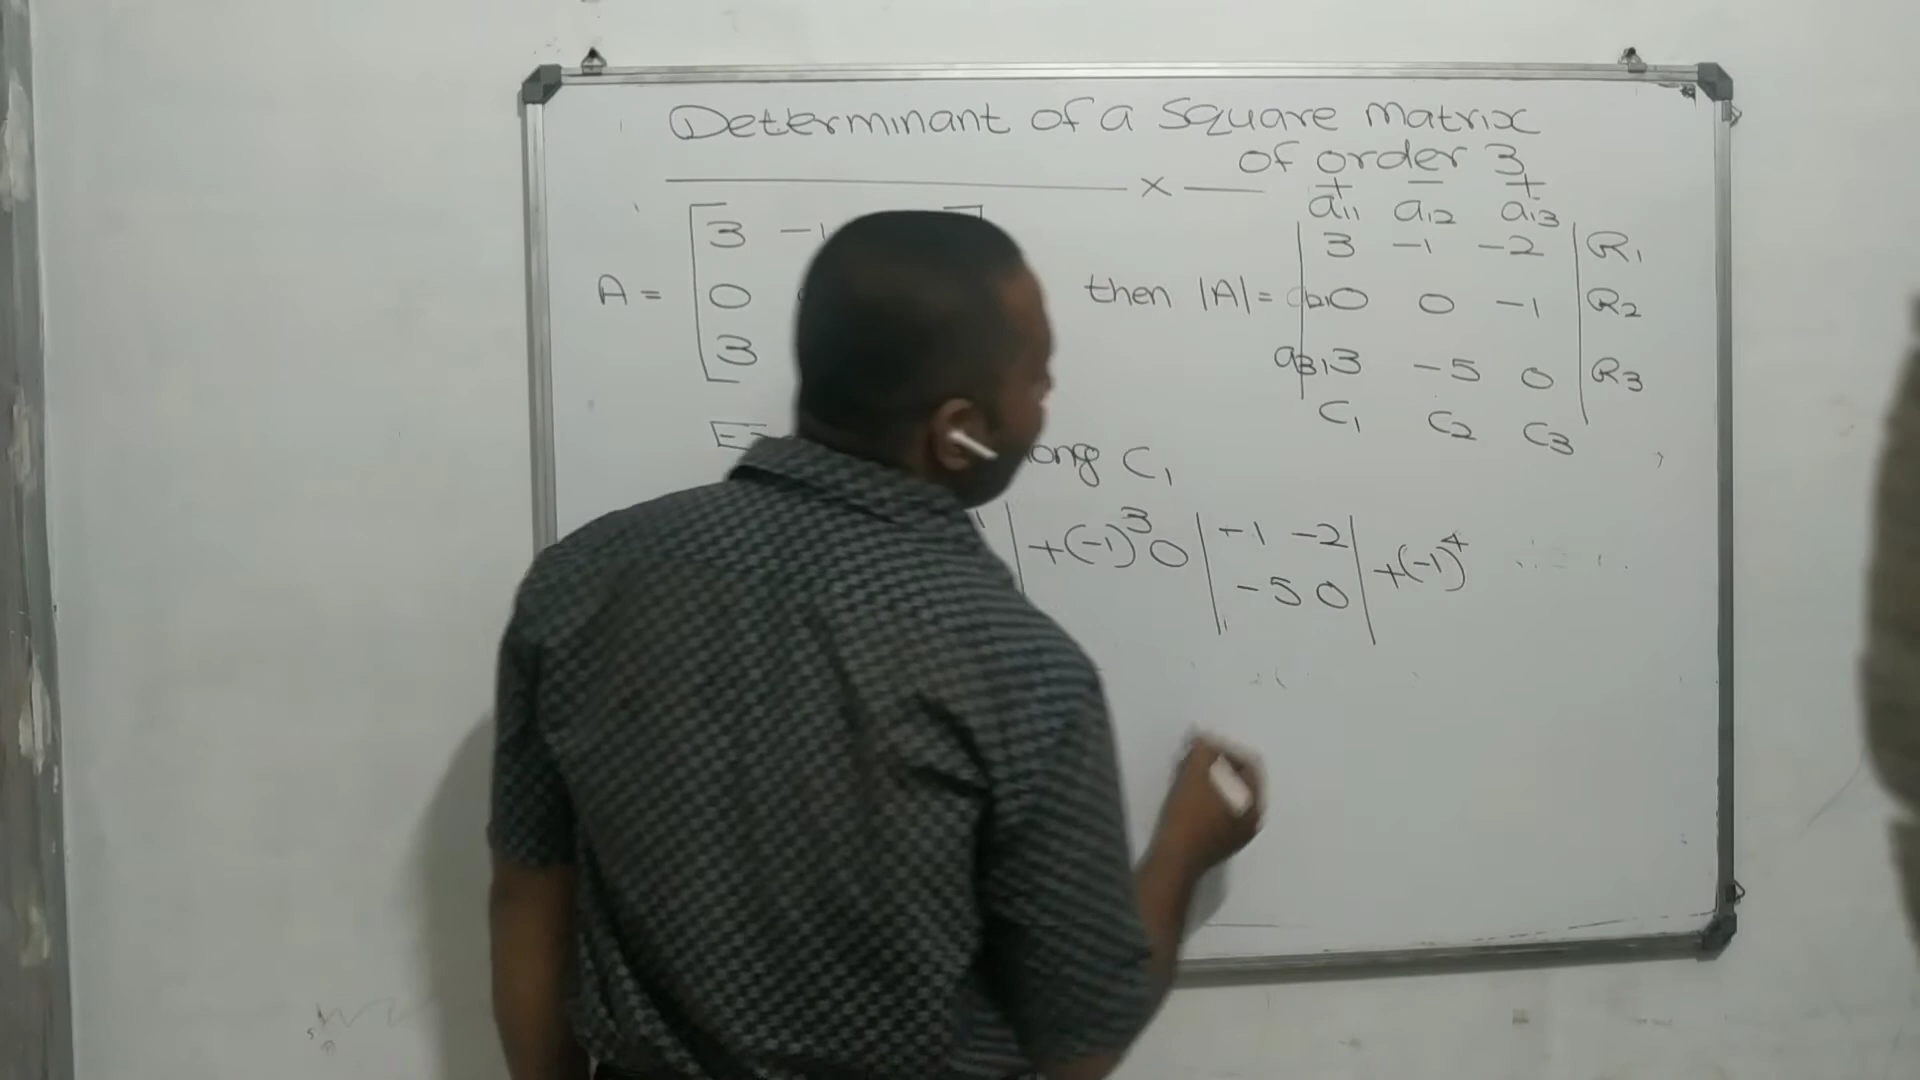 Determinant of a square matrix
of order 3
+ − +
a₁₁ a₁₂ a₁₃
3 −1 | 3 −1 −2 | R₁
A = 0 then |A| = a₂₁ 0 0 −1 R₂
3 a₃₁ 3 −5 0 R₃
C₁ C₂ C₃
C₁
| +(-1)³ 0 | −1 −2 | +(-1)⁴
−5 0